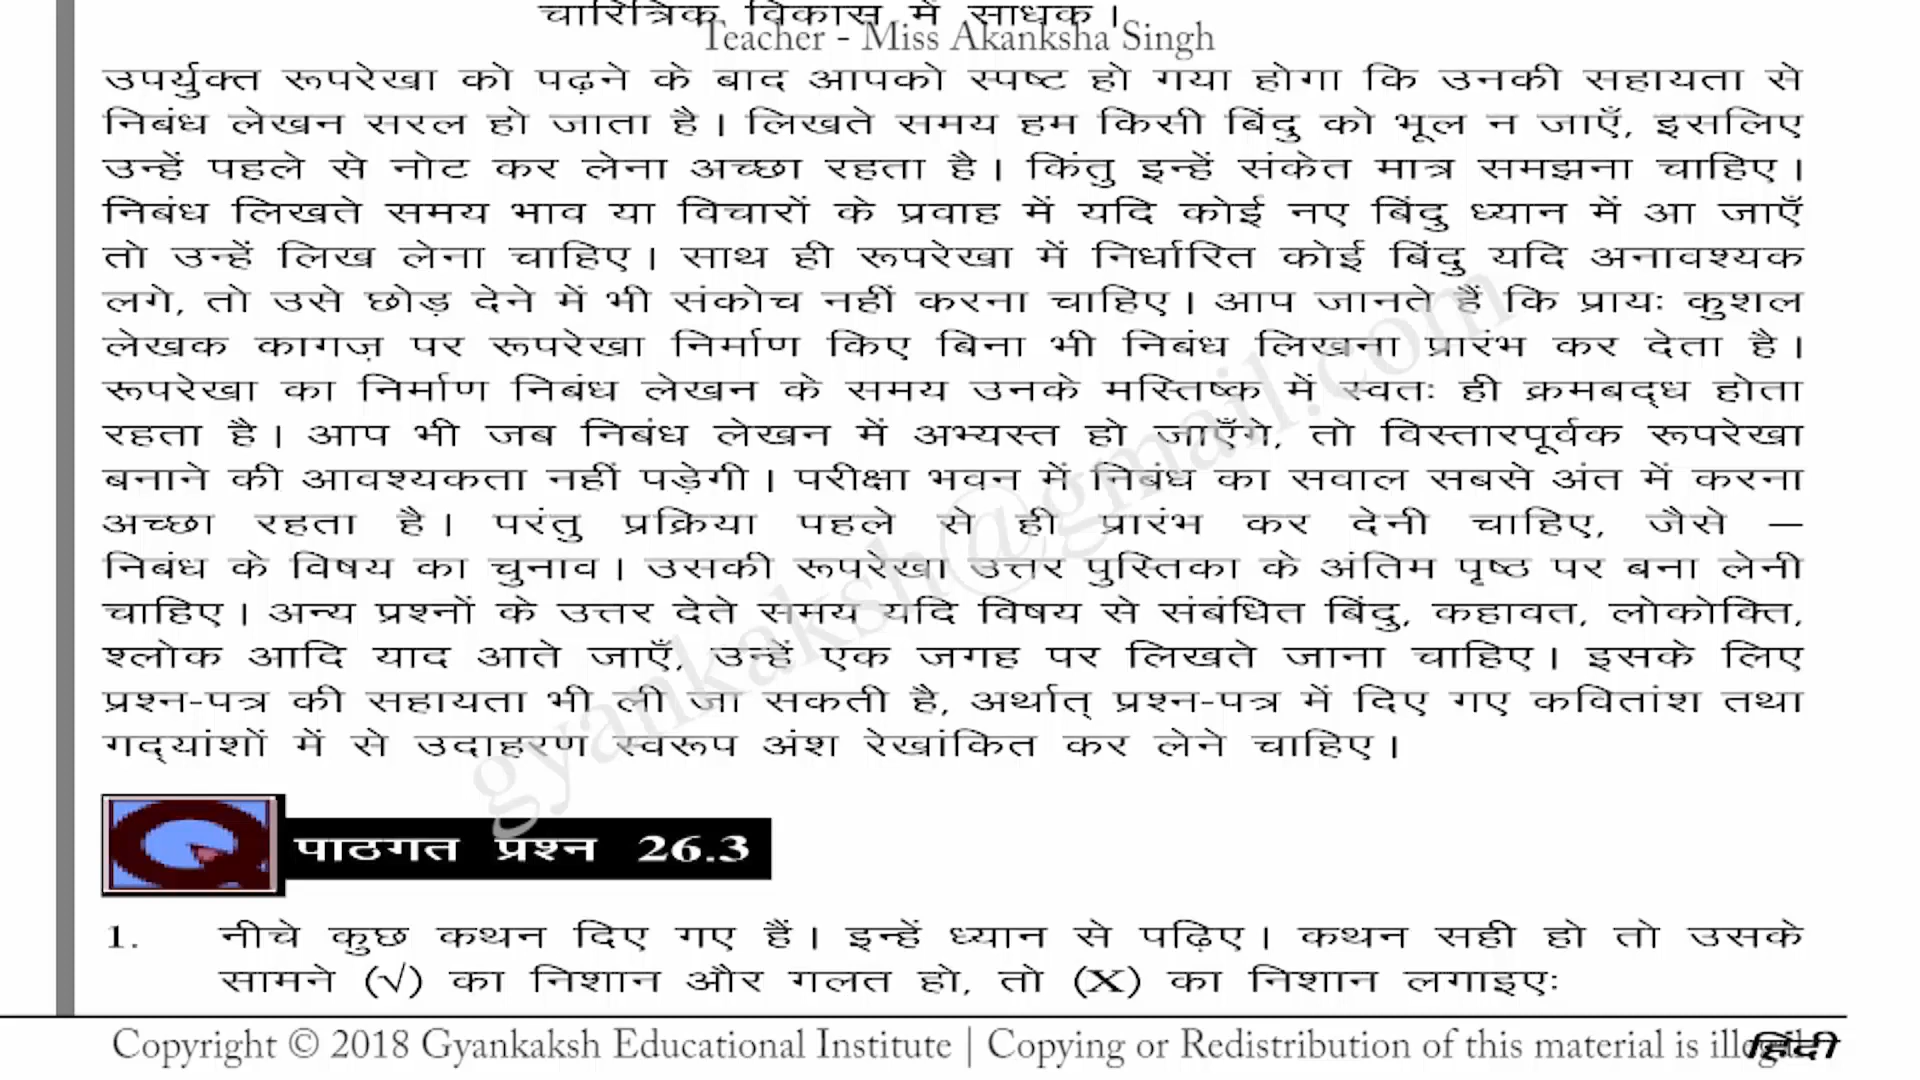 चारित्रिक विकास में साधक।
Teacher - Miss Akanksha Singh
उपर्युक्त रूपरेखा को पढ़ने के बाद आपको स्पष्ट हो गया होगा कि उनकी सहायता से
निबंध लेखन सरल हो जाता है। लिखते समय हम किसी बिंदु को भूल न जाएँ, इसलिए
उन्हें पहले से नोट कर लेना अच्छा रहता है। किंतु इन्हें संकेत मात्र समझना चाहिए।
निबंध लिखते समय भाव या विचारों के प्रवाह में यदि कोई नए बिंदु ध्यान में आ जाएँ
तो उन्हें लिख लेना चाहिए। साथ ही रूपरेखा में निर्धारित कोई बिंदु यदि अनावश्यक
लगे, तो उसे छोड़ देने में भी संकोच नहीं करना चाहिए। आप जानते हैं कि प्रायः कुशल
लेखक कागज़ पर रूपरेखा निर्माण किए बिना भी निबंध लिखना प्रारंभ कर देता है।
रूपरेखा का निर्माण निबंध लेखन के समय उनके मस्तिष्क में स्वतः ही क्रमबद्ध होता
रहता है। आप भी जब निबंध लेखन में अभ्यस्त हो जाएँगे, तो विस्तारपूर्वक रूपरेखा
बनाने की आवश्यकता नहीं पड़ेगी। परीक्षा भवन में निबंध का सवाल सबसे अंत में करना
अच्छा रहता है। परंतु प्रक्रिया पहले से ही प्रारंभ कर देनी चाहिए, जैसे —
निबंध के विषय का चुनाव। उसकी रूपरेखा उत्तर पुस्तिका के अंतिम पृष्ठ पर बना लेनी
चाहिए। अन्य प्रश्नों के उत्तर देते समय यदि विषय से संबंधित बिंदु, कहावत, लोकोक्ति,
श्लोक आदि याद आते जाएँ, उन्हें एक जगह पर लिखते जाना चाहिए। इसके लिए
प्रश्न-पत्र की सहायता भी ली जा सकती है, अर्थात् प्रश्न-पत्र में दिए गए कवितांश तथा
गद्यांशों में से उदाहरण स्वरूप अंश रेखांकित कर लेने चाहिए।
gyankaksh@gmail.com
पाठगत प्रश्न 26.3
1. नीचे कुछ कथन दिए गए हैं। इन्हें ध्यान से पढ़िए। कथन सही हो तो उसके
सामने (√) का निशान और गलत हो, तो (X) का निशान लगाइए:
Copyright © 2018 Gyankaksh Educational Institute | Copying or Redistribution of this material is illegal
हिंदी